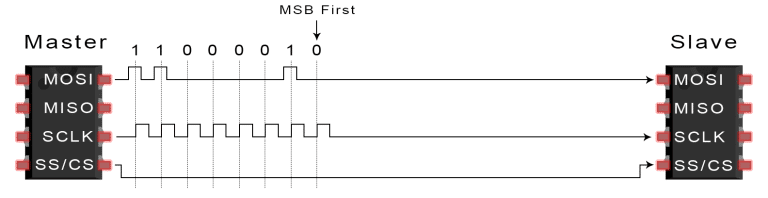 MSB First
Master
1 1 0 0 0 0 1 0
Slave
MOSI
MISO
SCLK
SS/CS
MOSI
MISO
SCLK
SS/CS